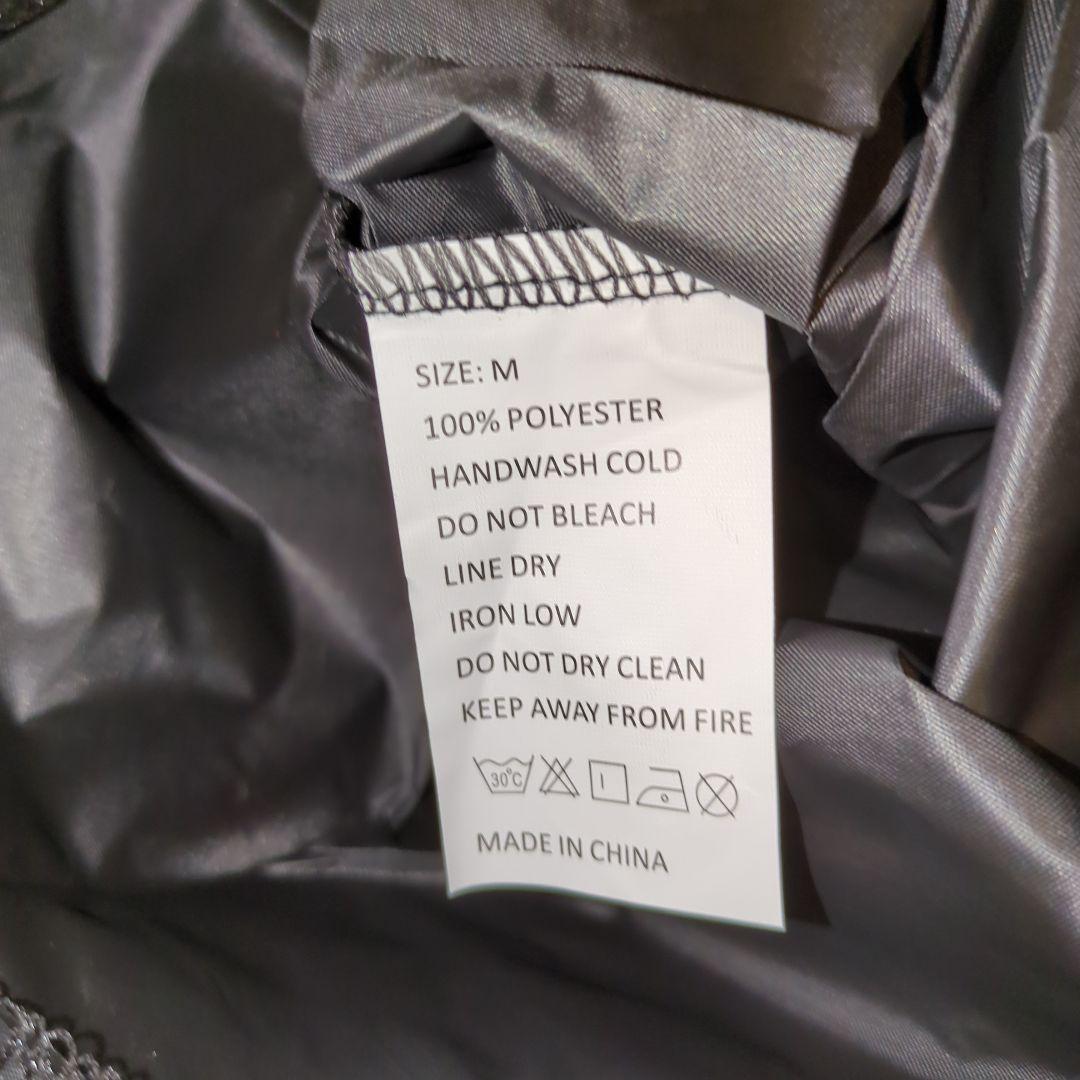 SIZE: M
100% POLYESTER
HANDWASH COLD
DO NOT BLEACH
LINE DRY
IRON LOW
DO NOT DRY CLEAN
KEEP AWAY FROM FIRE
30°C
MADE IN CHINA